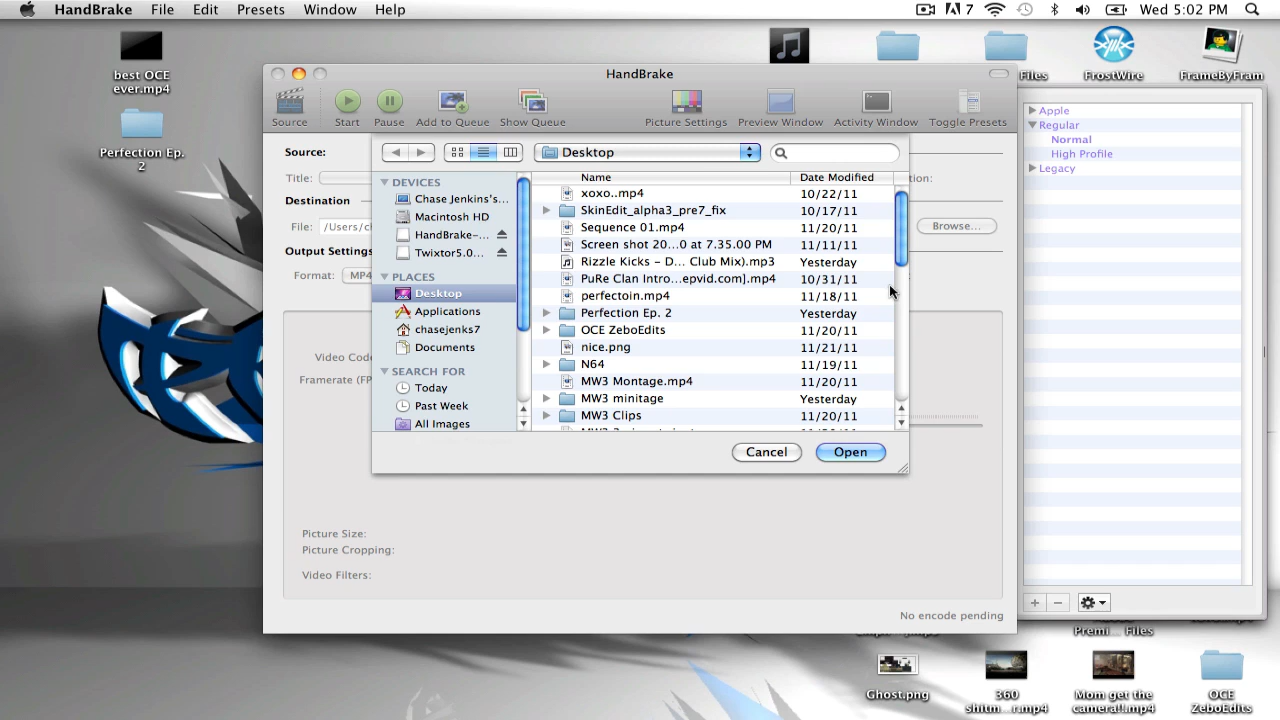 HandBrake File Edit Presets Window Help
7 Wed 5:02 PM
best OCE
ever.mp4
Perfection Ep.
2
Files
FrostWire
FrameByFram
HandBrake
Source
Start
Pause
Add to Queue
Show Queue
Picture Settings
Preview Window
Activity Window
Toggle Presets
Source:
Desktop
Title:
Destination
File: /Users/ch
Browse...
Output Settings
Format: MP4
Video Code
Framerate (FP
DEVICES
Chase Jenkins's...
Macintosh HD
HandBrake-...
Twixtor5.0...
PLACES
Desktop
Applications
chasejenks7
Documents
SEARCH FOR
Today
Past Week
All Images
Name Date Modified
xoxo..mp4 10/22/11
SkinEdit_alpha3_pre7_fix 10/17/11
Sequence 01.mp4 11/20/11
Screen shot 20...0 at 7.35.00 PM 11/11/11
Rizzle Kicks – D... Club Mix).mp3 Yesterday
PuRe Clan Intro...epvid.com].mp4 10/31/11
perfectoin.mp4 11/18/11
Perfection Ep. 2 Yesterday
OCE ZeboEdits 11/20/11
nice.png 11/21/11
N64 11/19/11
MW3 Montage.mp4 11/20/11
MW3 minitage Yesterday
MW3 Clips 11/20/11
Cancel
Open
Picture Size:
Picture Cropping:
Video Filters:
No encode pending
Apple
Regular
Normal
High Profile
Legacy
Premi... Files
Ghost.png
360
shitm...r.mp4
Mom get the
camera!!.mp4
OCE
ZeboEdits